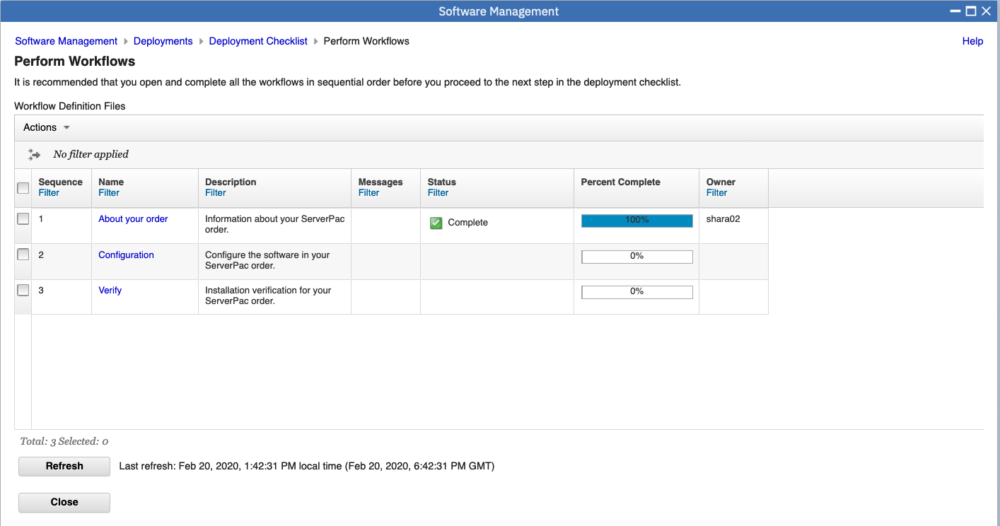 Software Management
Software Management Deployments Deployment Checklist Perform Workflows Help
Perform Workflows
It is recommended that you open and complete all the workflows in sequential order before you proceed to the next step in the deployment checklist.
Workflow Definition Files
Actions
No filter applied
Sequence Name Description Messages Status Percent Complete Owner
Filter Filter Filter Filter Filter Filter
1 About your order Information about your ServerPac order. Complete 100% shara02
2 Configuration Configure the software in your ServerPac order. 0%
3 Verify Installation verification for your ServerPac order. 0%
Total: 3 Selected: 0
Refresh Last refresh: Feb 20, 2020, 1:42:31 PM local time (Feb 20, 2020, 6:42:31 PM GMT)
Close